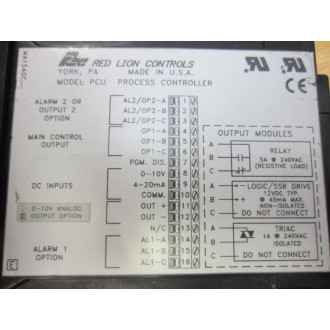 RED LION CONTROLS
YORK, PA MADE IN U.S.A.
MODEL PCU PROCESS CONTROLLER
ALARM 2 OR
OUTPUT 2
OPTION
MAIN CONTROL
OUTPUT
DC INPUTS
0-10V ANALOG
OUTPUT OPTION
ALARM 1
OPTION
AL2/OP2-A 1
AL2/OP2-B 2
AL2/OP2-C 3
OP1-A 4
OP1-B 5
OP1-C 6
PGM. DIS. 7
0-10V 8
4-20mA 9
COMM. 10
OUT + 11
OUT - 12
N/C 13
AL1-A 14
AL1-B 15
AL1-C 16
OUTPUT MODULES
A
B
C
RELAY
5A @ 240VAC
(RESISTIVE LOAD)
A
B
C
LOGIC/SSR DRIVE
12VDC TYP.
@ 45mA MAX.
NON-ISOLATED
DO NOT CONNECT
A
B
C
TRIAC
1A @ 240VAC
ISOLATED
DO NOT CONNECT
CE
E